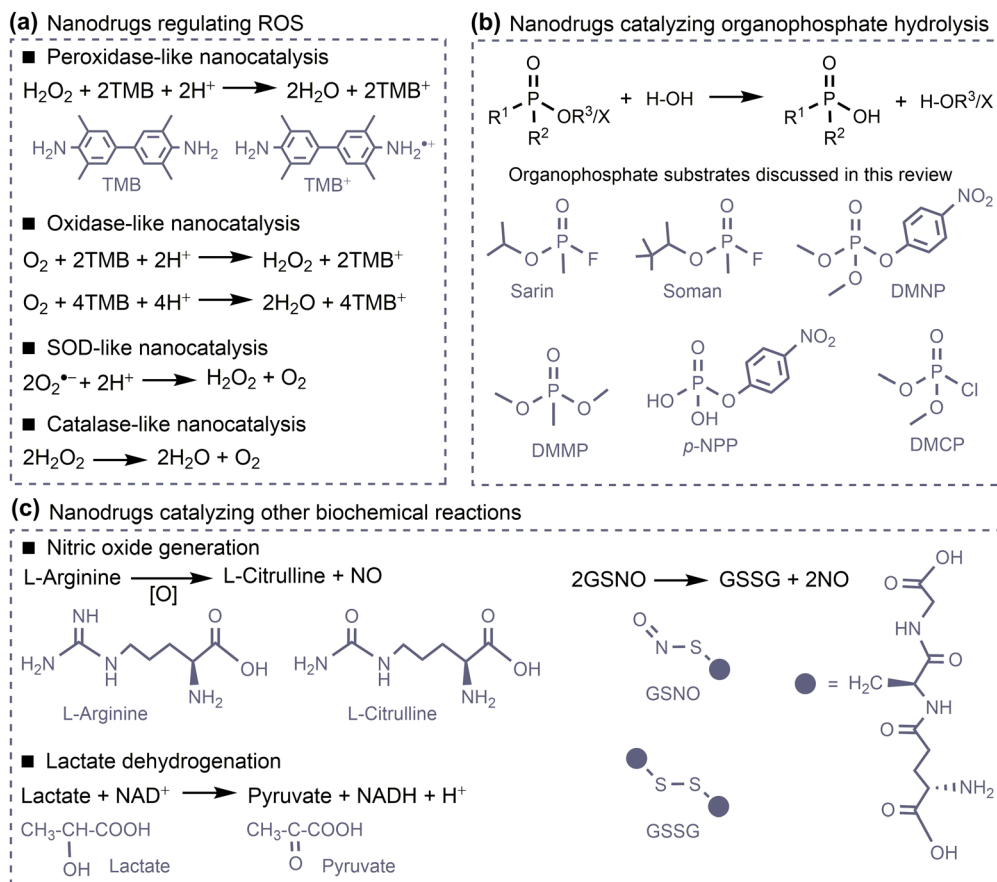 (a) Nanodrugs regulating ROS
■ Peroxidase-like nanocatalysis
H₂O₂ + 2TMB + 2H⁺ ⟶ 2H₂O + 2TMB⁺
H₂N NH₂ H₂N NH₂•⁺
TMB TMB⁺
■ Oxidase-like nanocatalysis
O₂ + 2TMB + 2H⁺ ⟶ H₂O₂ + 2TMB⁺
O₂ + 4TMB + 4H⁺ ⟶ 2H₂O + 4TMB⁺
■ SOD-like nanocatalysis
2O₂•⁻ + 2H⁺ ⟶ H₂O₂ + O₂
■ Catalase-like nanocatalysis
2H₂O₂ ⟶ 2H₂O + O₂
(b) Nanodrugs catalyzing organophosphate hydrolysis
O O
R¹ P OR³/X + H-OH ⟶ R¹ P OH + H-OR³/X
R² R²
Organophosphate substrates discussed in this review
O O O NO₂
O P F O P F O P O
O
Sarin Soman DMNP
O O NO₂ O
O P O HO P O O P Cl
OH O
DMMP p-NPP DMCP
(c) Nanodrugs catalyzing other biochemical reactions
■ Nitric oxide generation
L-Arginine ⟶ L-Citrulline + NO
[O]
NH O O O
H₂N N H OH H₂N N H OH
NH₂ NH₂
L-Arginine L-Citrulline
2GSNO ⟶ GSSG + 2NO
O N S
GSNO
S S
GSSG
● = H₂C
OH
O
HN
O
NH
O
NH₂
O
OH
■ Lactate dehydrogenation
Lactate + NAD⁺ ⟶ Pyruvate + NADH + H⁺
CH₃-CH-COOH CH₃-C-COOH
OH Lactate O Pyruvate